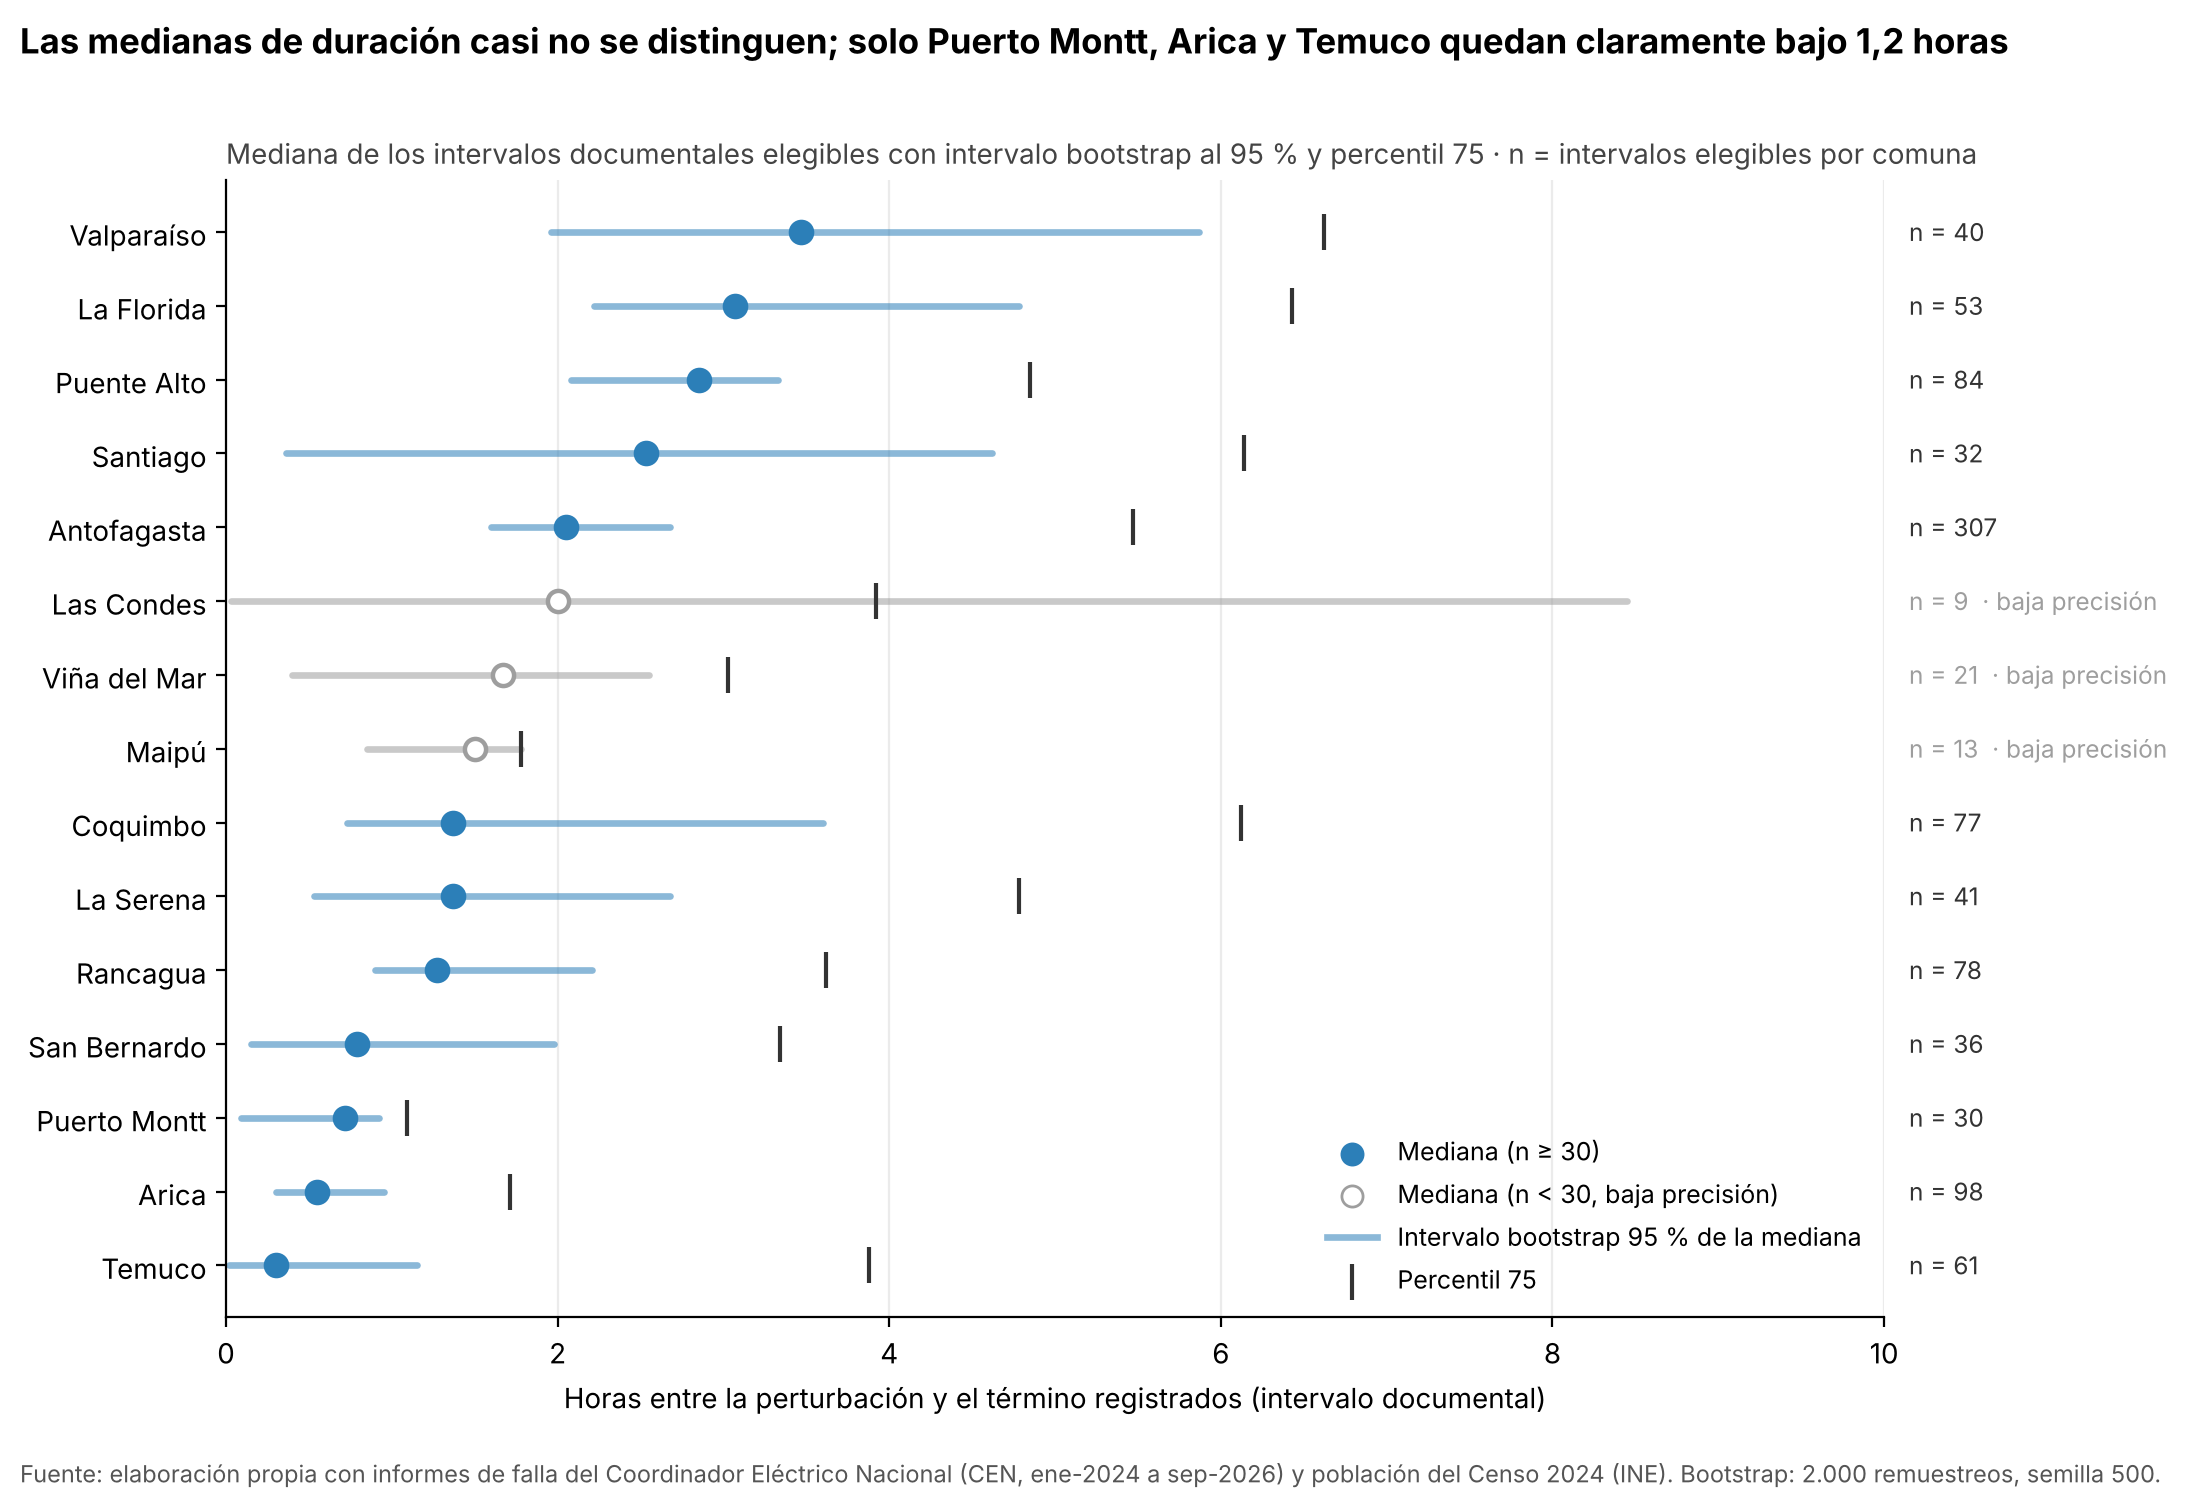 Las medianas de duración casi no se distinguen; solo Puerto Montt, Arica y Temuco quedan claramente bajo 1,2 horas
Mediana de los intervalos documentales elegibles con intervalo bootstrap al 95 % y percentil 75 · n = intervalos elegibles por comuna
Valparaíso n = 40
La Florida n = 53
Puente Alto n = 84
Santiago n = 32
Antofagasta n = 307
Las Condes n = 9 · baja precisión
Viña del Mar n = 21 · baja precisión
Maipú n = 13 · baja precisión
Coquimbo n = 77
La Serena n = 41
Rancagua n = 78
San Bernardo n = 36
Puerto Montt n = 30
Arica n = 98
Temuco n = 61
Mediana (n ≥ 30)
Mediana (n < 30, baja precisión)
Intervalo bootstrap 95 % de la mediana
Percentil 75
0 2 4 6 8 10
Horas entre la perturbación y el término registrados (intervalo documental)
Fuente: elaboración propia con informes de falla del Coordinador Eléctrico Nacional (CEN, ene-2024 a sep-2026) y población del Censo 2024 (INE). Bootstrap: 2.000 remuestreos, semilla 500.